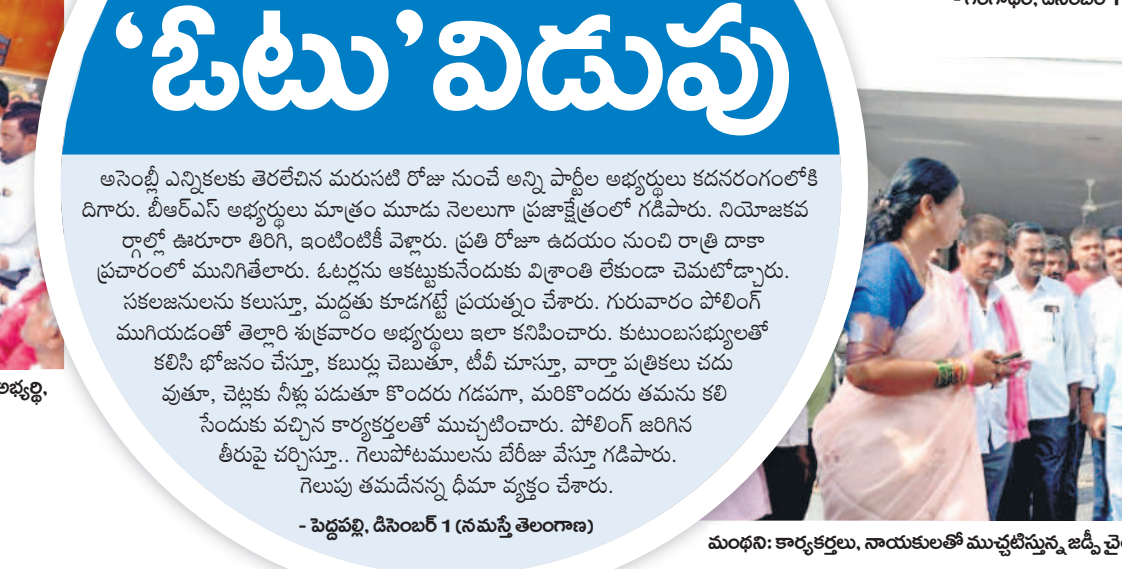 ‘ఓటు’విడుపు
అసెంబ్లీ ఎన్నికలకు తెరలేచిన మరుసటి రోజు నుంచే అన్ని పార్టీల అభ్యర్థులు కదనరంగంలోకి
దిగారు. బీఆర్ఎస్ అభ్యర్థులు మాత్రం మూడు నెలలుగా ప్రజాక్షేత్రంలో గడిపారు. నియోజకవ
ర్గాల్లో ఊరూరా తిరిగి, ఇంటింటికీ వెళ్లారు. ప్రతి రోజూ ఉదయం నుంచి రాత్రి దాకా
ప్రచారంలో మునిగితేలారు. ఓటర్లను ఆకట్టుకునేందుకు విశ్రాంతి లేకుండా చెమటోడ్చారు.
సకలజనులను కలుస్తూ, మద్దతు కూడగట్టే ప్రయత్నం చేశారు. గురువారం పోలింగ్
ముగియడంతో తెల్లారి శుక్రవారం అభ్యర్థులు ఇలా కనిపించారు. కుటుంబసభ్యులతో
కలిసి భోజనం చేస్తూ, కబుర్లు చెబుతూ, టీవీ చూస్తూ, వార్తా పత్రికలు చదు
వుతూ, చెట్లకు నీళ్లు పడుతూ కొందరు గడపగా, మరికొందరు తమను కలి
సేందుకు వచ్చిన కార్యకర్తలతో ముచ్చటించారు. పోలింగ్ జరిగిన
తీరుపై చర్చిస్తూ.. గెలుపోటములను బేరీజు వేస్తూ గడిపారు.
గెలుపు తమదేనన్న ధీమా వ్యక్తం చేశారు.
- పెద్దపల్లి, డిసెంబర్ 1 (నమస్తే తెలంగాణ)
అభ్యర్థి,
మంథని: కార్యకర్తలు, నాయకులతో ముచ్చటిస్తున్న జడ్పీ